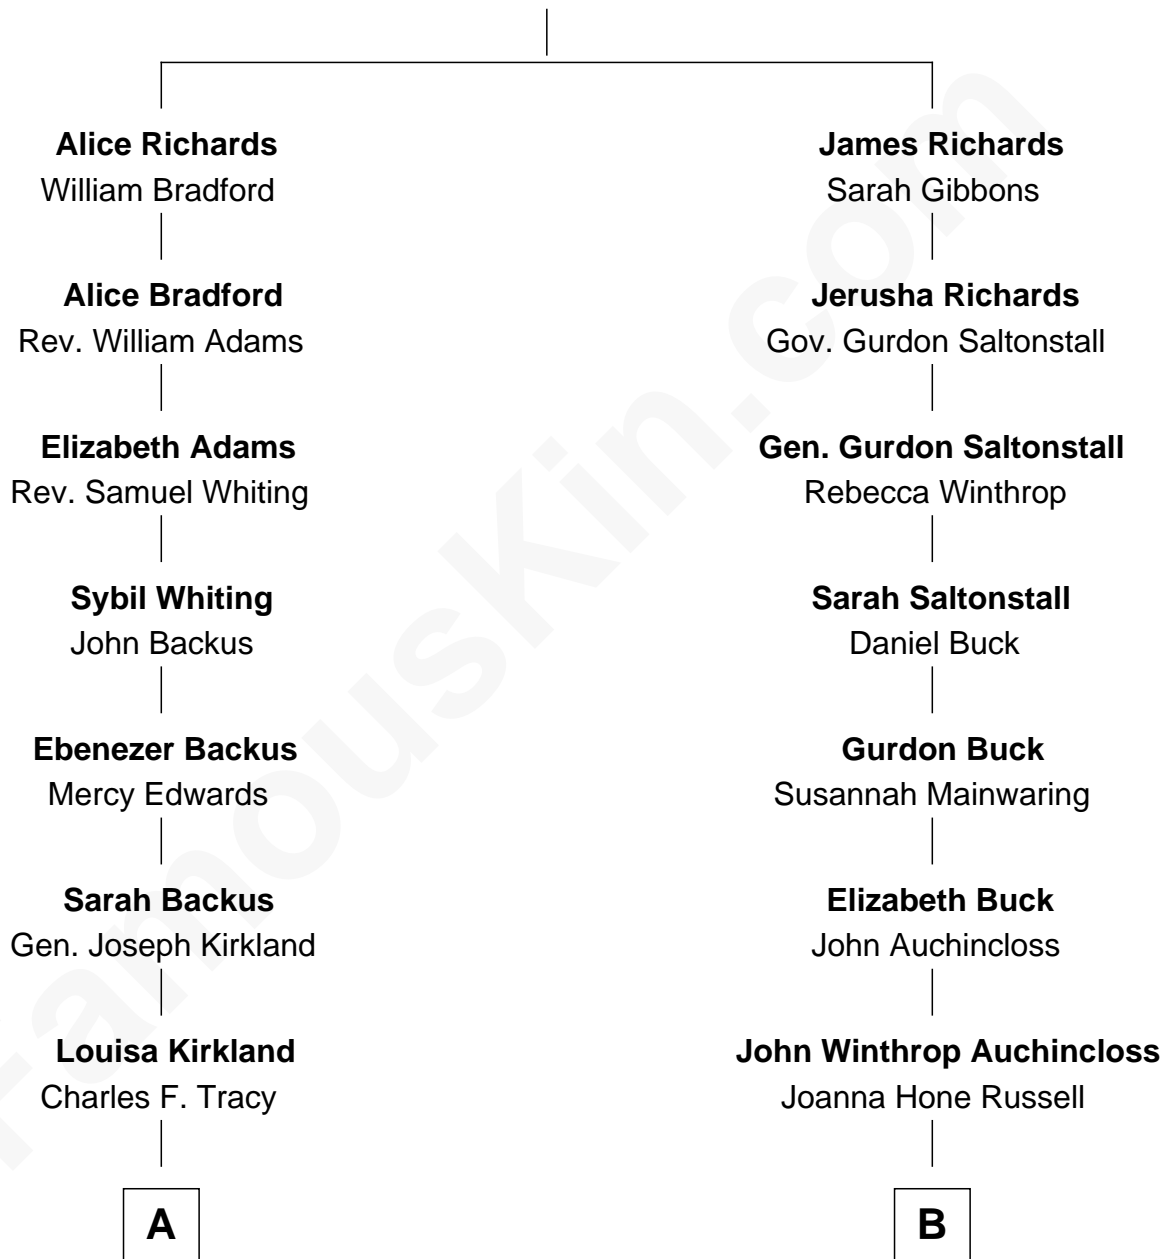 Alice Richards
William Bradford
Alice Bradford
Rev. William Adams
Elizabeth Adams
Rev. Samuel Whiting
Sybil Whiting
John Backus
Ebenezer Backus
Mercy Edwards
Sarah Backus
Gen. Joseph Kirkland
Louisa Kirkland
Charles F. Tracy
A
James Richards
Sarah Gibbons
Jerusha Richards
Gov. Gurdon Saltonstall
Gen. Gurdon Saltonstall
Rebecca Winthrop
Sarah Saltonstall
Daniel Buck
Gurdon Buck
Susannah Mainwaring
Elizabeth Buck
John Auchincloss
John Winthrop Auchincloss
Joanna Hone Russell
B
FamousKin.com